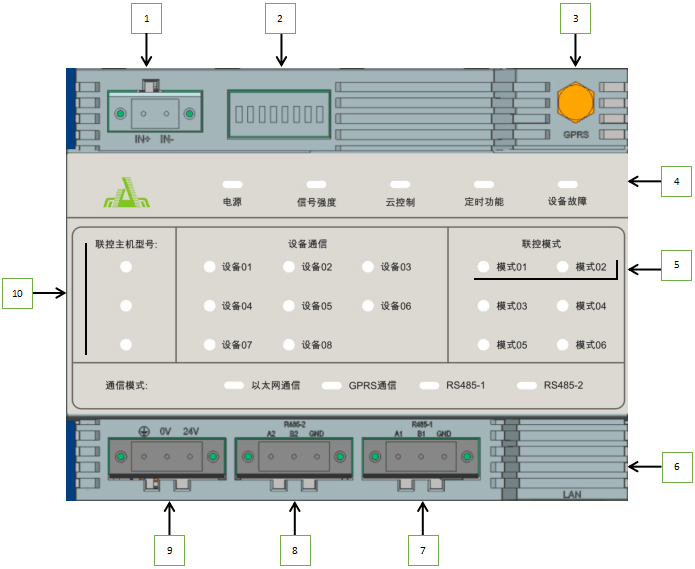 1
2
3
IN+ IN-
GPRS
4
电源 信号强度 云控制 定时功能 设备故障
联控主机型号: 设备通信 联控模式
设备01 设备02 设备03 模式01 模式02
5
10
设备04 设备05 设备06 模式03 模式04
设备07 设备08 模式05 模式06
通信模式: 以太网通信 GPRS通信 RS485-1 RS485-2
R485-2 R485-1
0V 24V A2 B2 GND A1 B1 GND
6
LAN
9
8
7